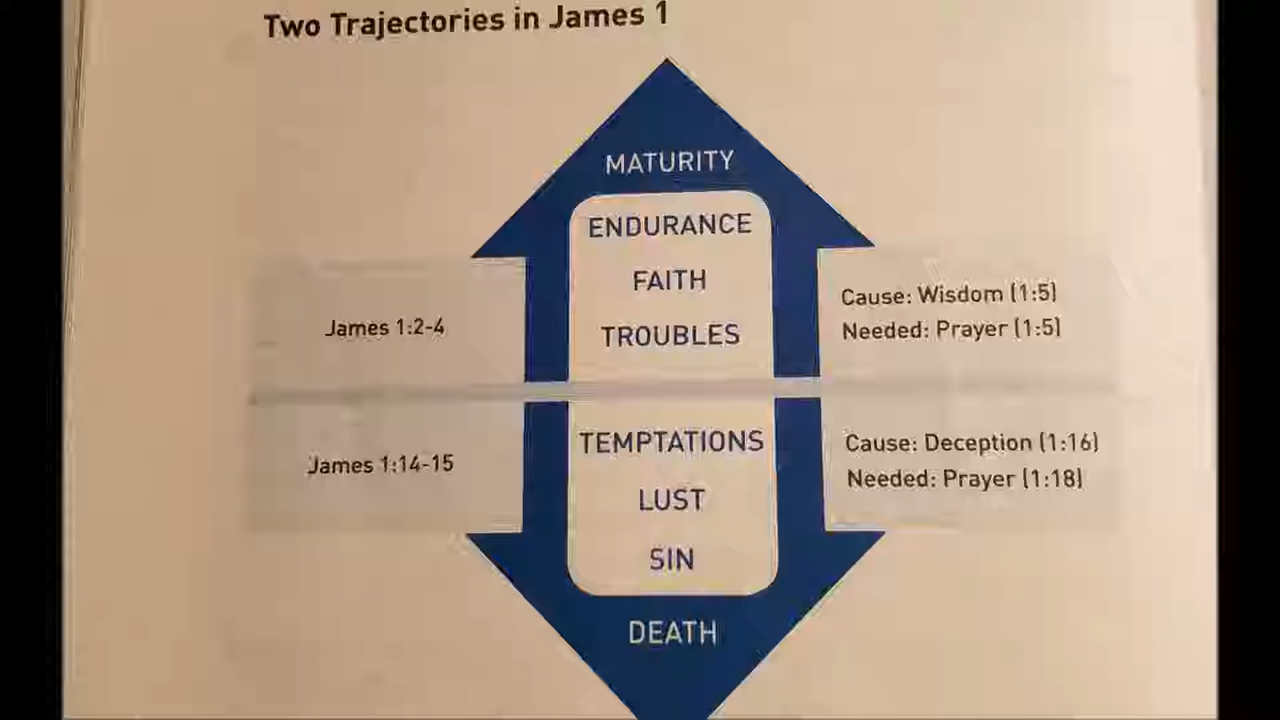 Two Trajectories in James 1
MATURITY
ENDURANCE
FAITH
TROUBLES
James 1:2-4
Cause: Wisdom (1:5)
Needed: Prayer (1:5)
TEMPTATIONS
LUST
SIN
James 1:14-15
Cause: Deception (1:16)
Needed: Prayer (1:18)
DEATH